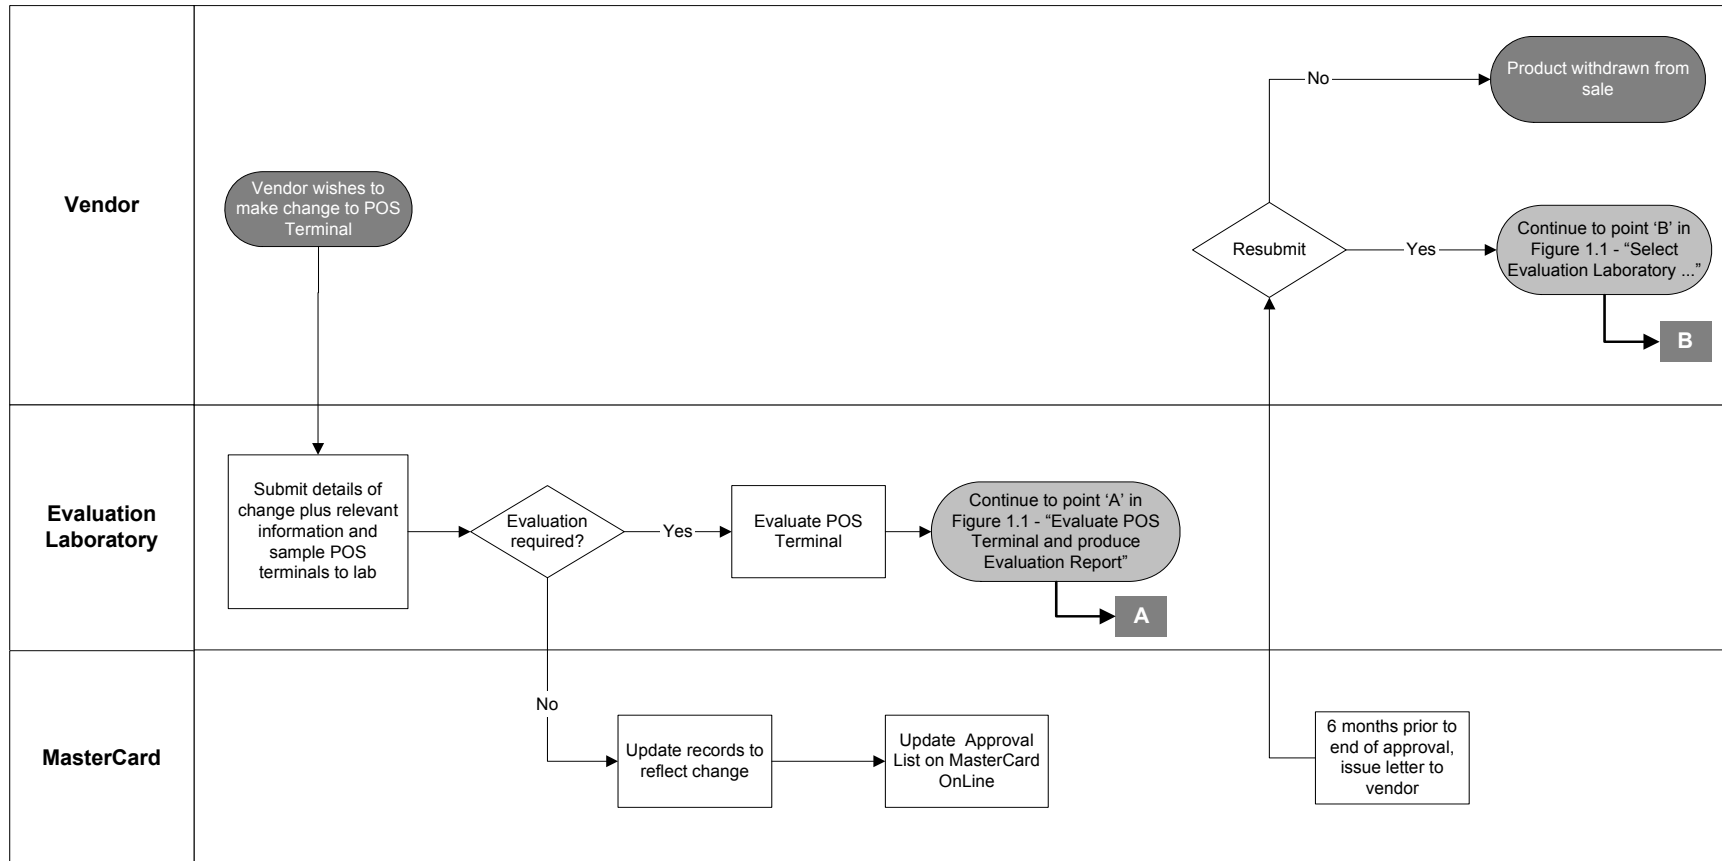 No
Product withdrawn from
sale
Vendor
Vendor wishes to
make change to POS
Terminal
Resubmit
Yes
Continue to point ‘B’ in
Figure 1.1 - “Select
Evaluation Laboratory ...”
B
Evaluation
Laboratory
Submit details of
change plus relevant
information and
sample POS
terminals to lab
Evaluation
required?
Yes
Evaluate POS
Terminal
Continue to point ‘A’ in
Figure 1.1 - “Evaluate POS
Terminal and produce
Evaluation Report”
A
MasterCard
No
Update records to
reflect change
Update Approval
List on MasterCard
OnLine
6 months prior to
end of approval,
issue letter to
vendor